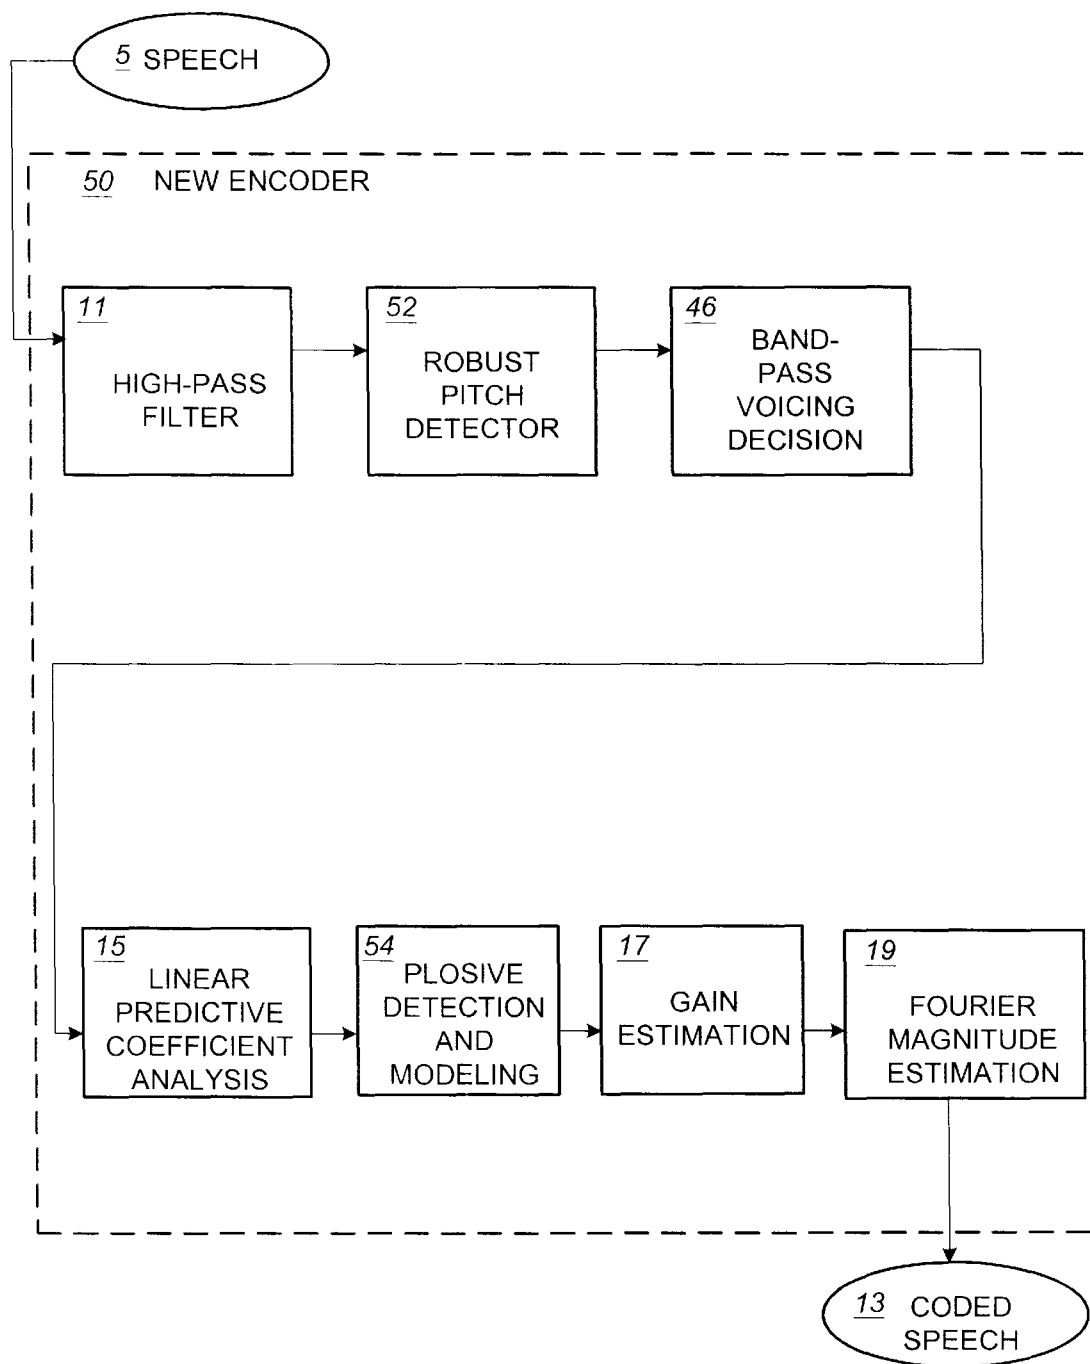 5 SPEECH
50 NEW ENCODER
11
HIGH-PASS
FILTER
52
ROBUST
PITCH
DETECTOR
46
BAND-
PASS
VOICING
DECISION
15
LINEAR
PREDICTIVE
COEFFICIENT
ANALYSIS
54
PLOSIVE
DETECTION
AND
MODELING
17
GAIN
ESTIMATION
19
FOURIER
MAGNITUDE
ESTIMATION
13 CODED
SPEECH